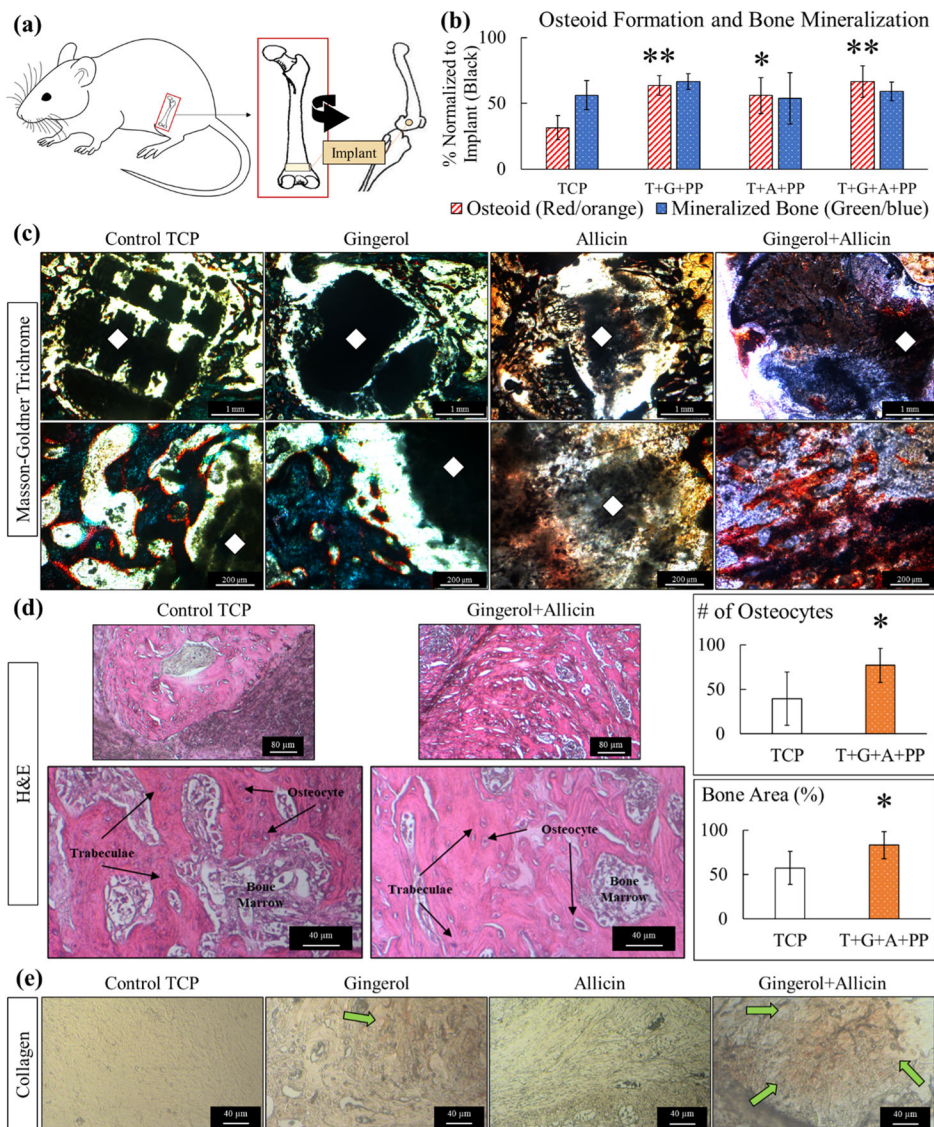 (a)
Implant
(b)
Osteoid Formation and Bone Mineralization
% Normalized to
Implant (Black)
100
50
0
**
*
**
TCP
T+G+PP
T+A+PP
T+G+A+PP
Osteoid (Red/orange)
Mineralized Bone (Green/blue)
(c)
Control TCP
Gingerol
Allicin
Gingerol+Allicin
Masson-Goldner Trichrome
1 mm
1 mm
1 mm
1 mm
200 µm
200 µm
200 µm
200 µm
(d)
Control TCP
Gingerol+Allicin
H&E
80 µm
80 µm
Osteocyte
Trabeculae
Bone
Marrow
40 µm
Osteocyte
Trabeculae
Bone
Marrow
40 µm
# of Osteocytes
100
50
0
*
TCP
T+G+A+PP
Bone Area (%)
100
50
0
*
TCP
T+G+A+PP
(e)
Control TCP
Gingerol
Allicin
Gingerol+Allicin
Collagen
40 µm
40 µm
40 µm
40 µm